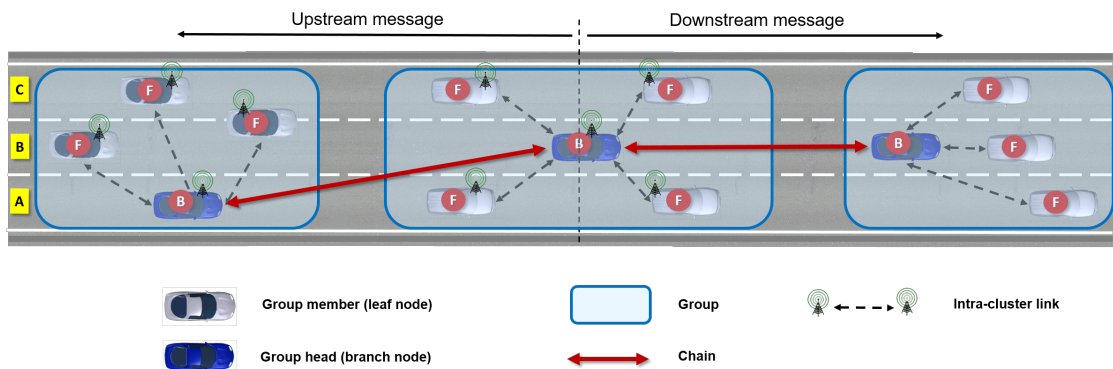 Upstream message
Downstream message
C
F
F
F
F
F
B
F
B
B
F
A
B
F
F
F
Group member (leaf node)
Group
Intra-cluster link
Group head (branch node)
Chain